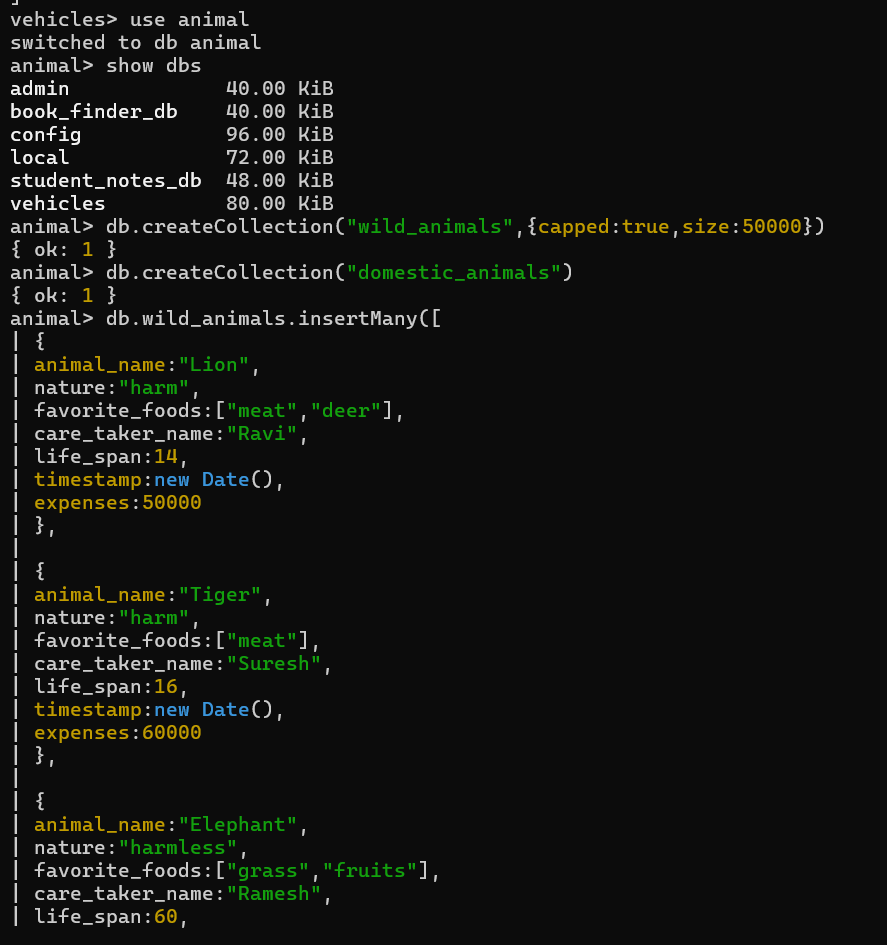 ]
vehicles> use animal
switched to db animal
animal> show dbs
admin             40.00 KiB
book_finder_db    40.00 KiB
config            96.00 KiB
local             72.00 KiB
student_notes_db  48.00 KiB
vehicles          80.00 KiB
animal> db.createCollection("wild_animals",{capped:true,size:50000})
{ ok: 1 }
animal> db.createCollection("domestic_animals")
{ ok: 1 }
animal> db.wild_animals.insertMany([
| {
| animal_name:"Lion",
| nature:"harm",
| favorite_foods:["meat","deer"],
| care_taker_name:"Ravi",
| life_span:14,
| timestamp:new Date(),
| expenses:50000
| },
|
| {
| animal_name:"Tiger",
| nature:"harm",
| favorite_foods:["meat"],
| care_taker_name:"Suresh",
| life_span:16,
| timestamp:new Date(),
| expenses:60000
| },
|
| {
| animal_name:"Elephant",
| nature:"harmless",
| favorite_foods:["grass","fruits"],
| care_taker_name:"Ramesh",
| life_span:60,